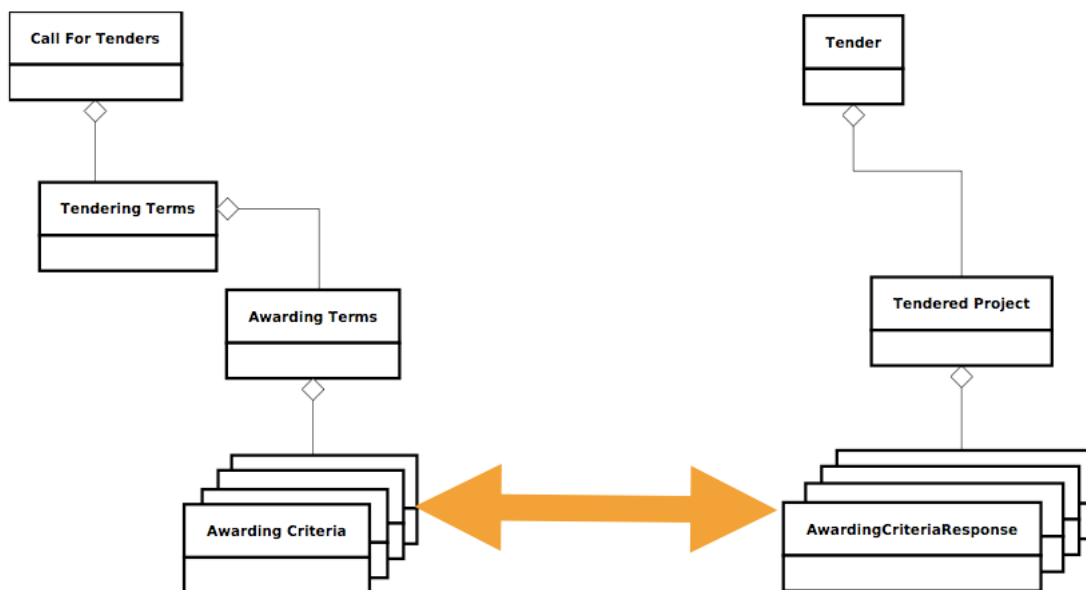 Call For Tenders
Tender
Tendering Terms
Tendered Project
Awarding Terms
Awarding Criteria
AwardingCriteriaResponse